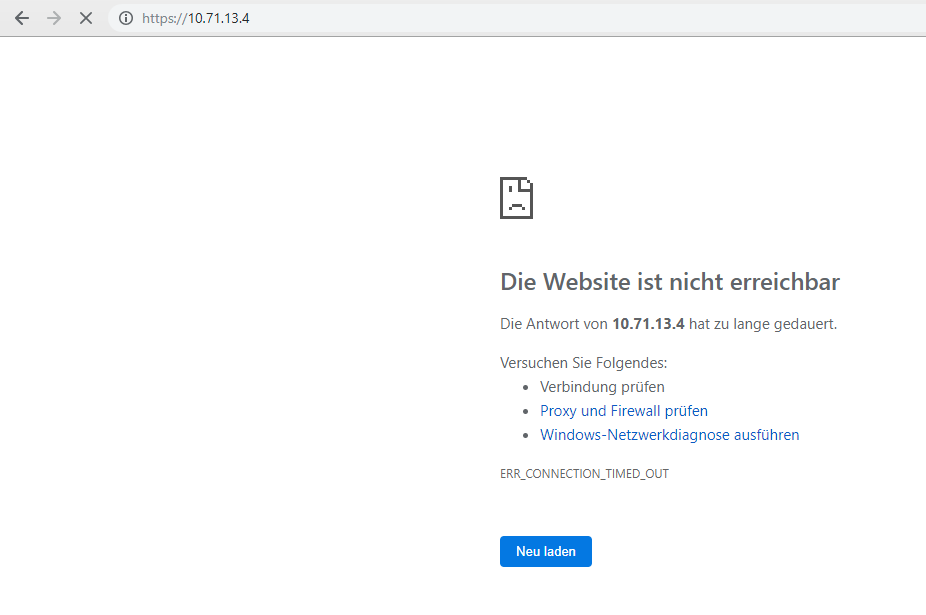 https://10.71.13.4
Die Website ist nicht erreichbar
Die Antwort von 10.71.13.4 hat zu lange gedauert.
Versuchen Sie Folgendes:
• Verbindung prüfen
• Proxy und Firewall prüfen
• Windows-Netzwerkdiagnose ausführen
ERR_CONNECTION_TIMED_OUT
Neu laden